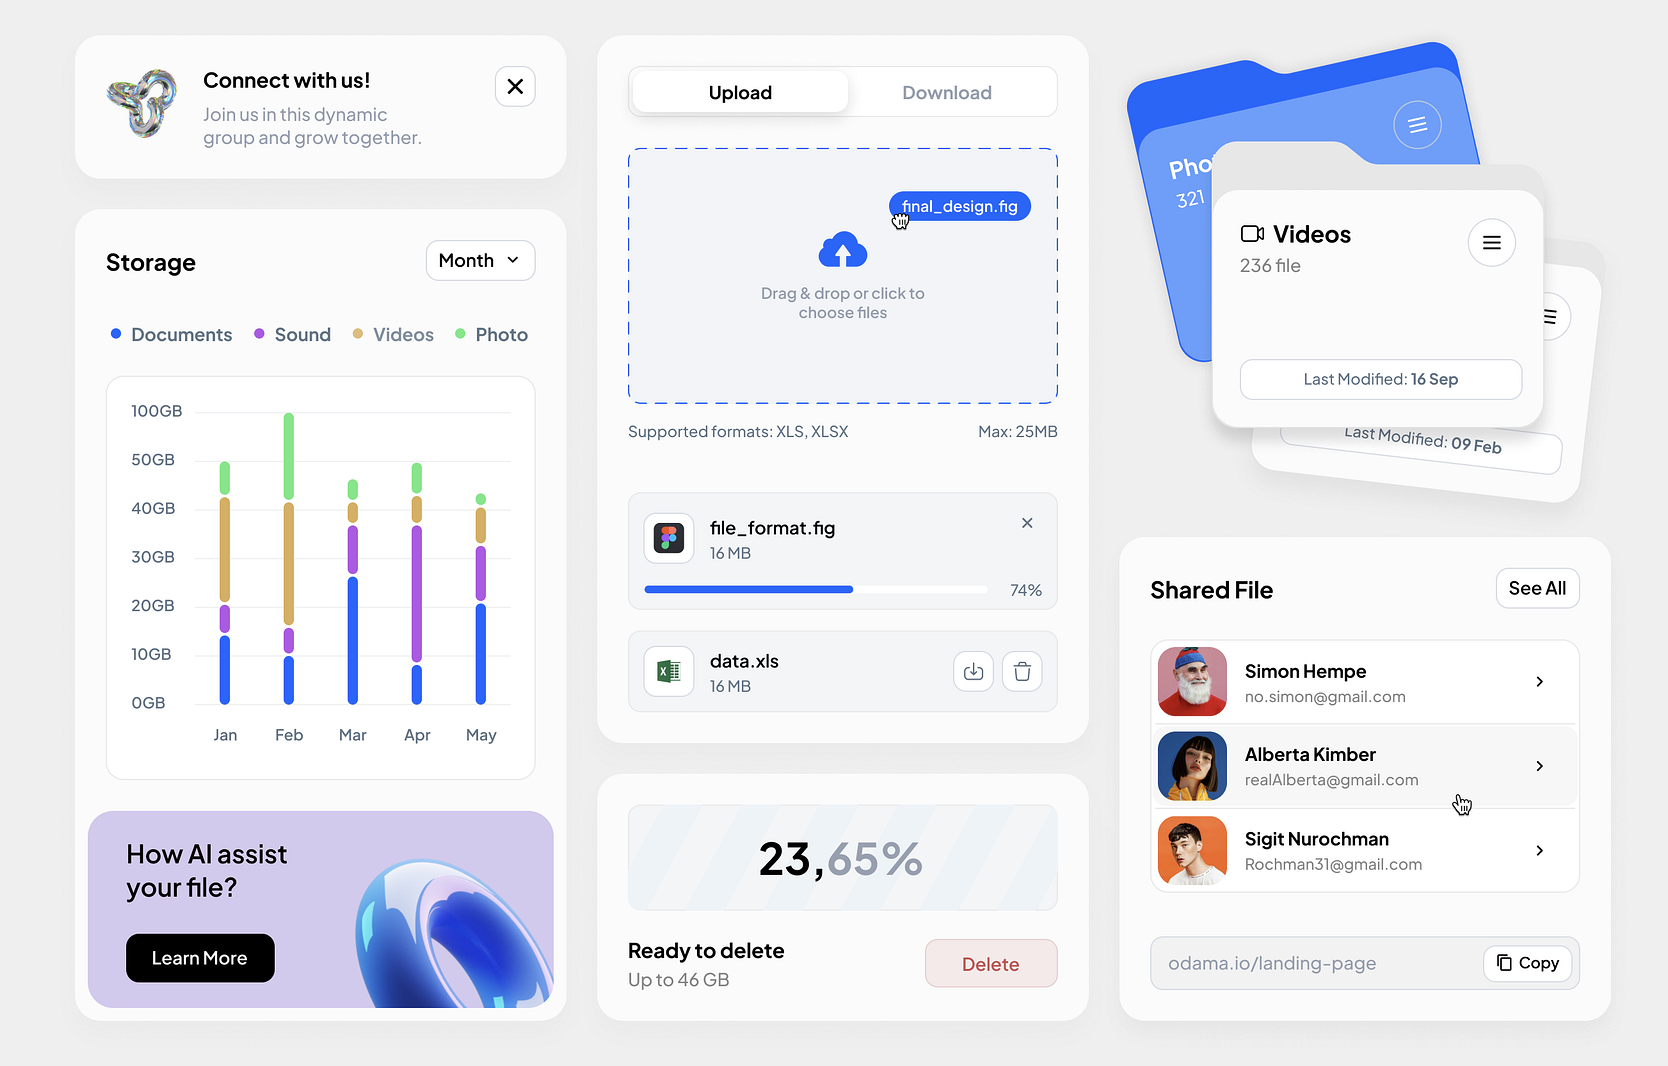 Connect with us!
Join us in this dynamic
group and grow together.
Storage
Month
Documents
Sound
Videos
Photo
100GB
50GB
40GB
30GB
20GB
10GB
0GB
Jan
Feb
Mar
Apr
May
How AI assist
your file?
Learn More
Upload
Download
final_design.fig
Drag & drop or click to
choose files
Supported formats: XLS, XLSX
Max: 25MB
file_format.fig
16 MB
74%
data.xls
16 MB
23,65%
Ready to delete
Up to 46 GB
Delete
Pho
321
Videos
236 file
Last Modified: 16 Sep
Last Modified: 09 Feb
Shared File
See All
Simon Hempe
no.simon@gmail.com
Alberta Kimber
realAlberta@gmail.com
Sigit Nurochman
Rochman31@gmail.com
odama.io/landing-page
Copy